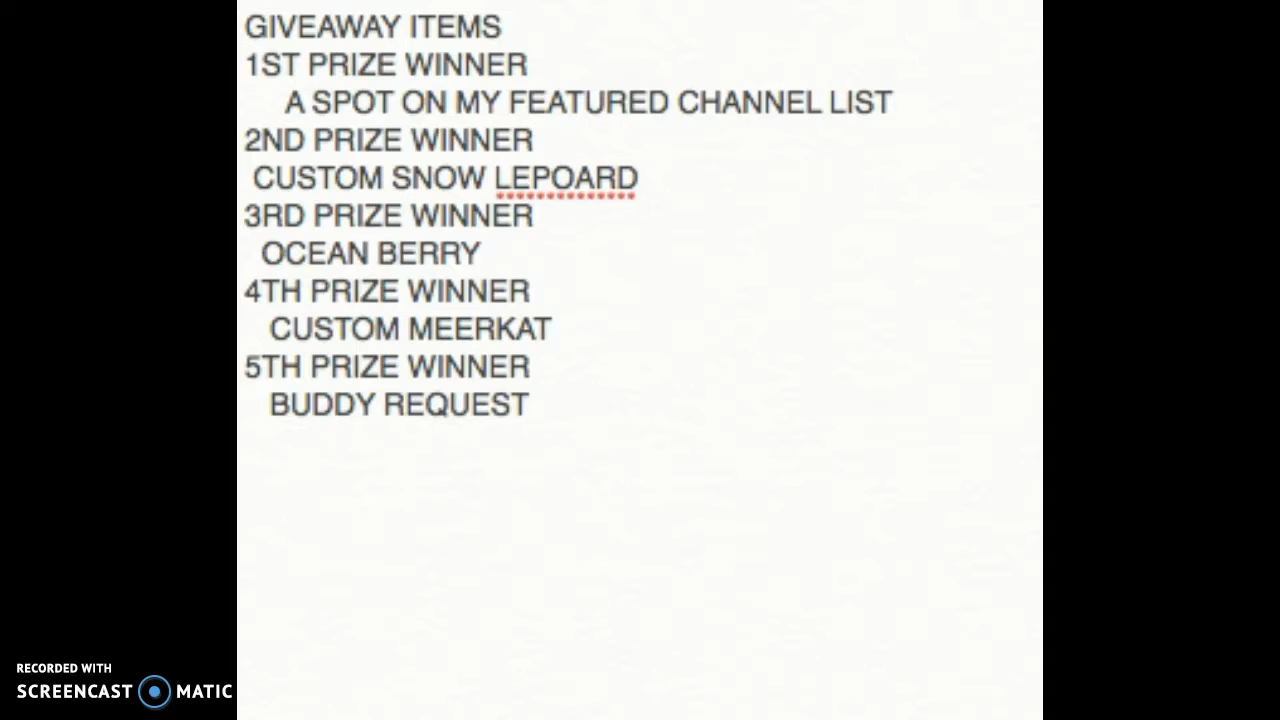 GIVEAWAY ITEMS
1ST PRIZE WINNER
A SPOT ON MY FEATURED CHANNEL LIST
2ND PRIZE WINNER
CUSTOM SNOW LEPOARD
3RD PRIZE WINNER
OCEAN BERRY
4TH PRIZE WINNER
CUSTOM MEERKAT
5TH PRIZE WINNER
BUDDY REQUEST
RECORDED WITH
SCREENCAST MATIC